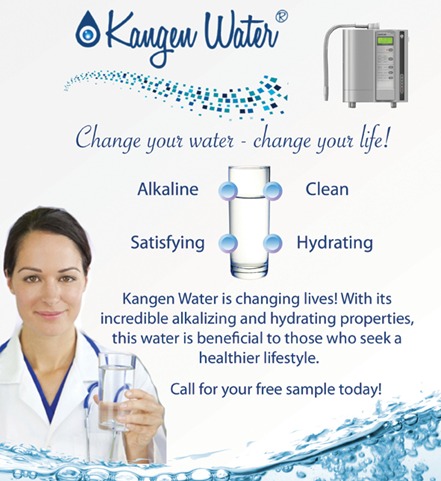 Kangen Water®
Change your water - change your life!
Alkaline
Clean
Satisfying
Hydrating
Kangen Water is changing lives! With its
incredible alkalizing and hydrating properties,
this water is beneficial to those who seek a
healthier lifestyle.
Call for your free sample today!